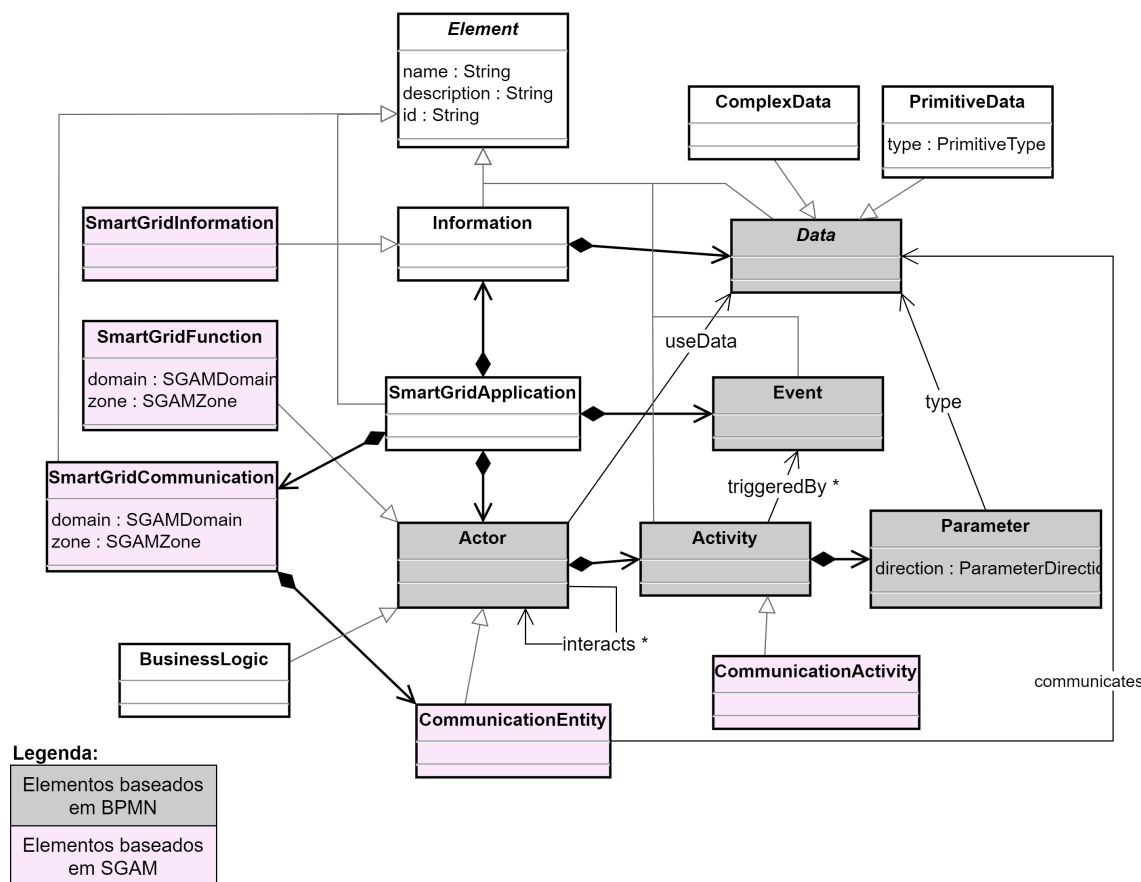 Element
name : String
description : String
id : String
ComplexData
PrimitiveData
type : PrimitiveType
SmartGridInformation
Information
Data
SmartGridFunction
domain : SGAMDomain
zone : SGAMZone
useData
SmartGridApplication
Event
type
SmartGridCommunication
domain : SGAMDomain
zone : SGAMZone
triggeredBy *
Actor
Activity
Parameter
direction : ParameterDirectio
interacts *
BusinessLogic
CommunicationActivity
communicates
CommunicationEntity
Legenda:
Elementos baseados
em BPMN
Elementos baseados
em SGAM